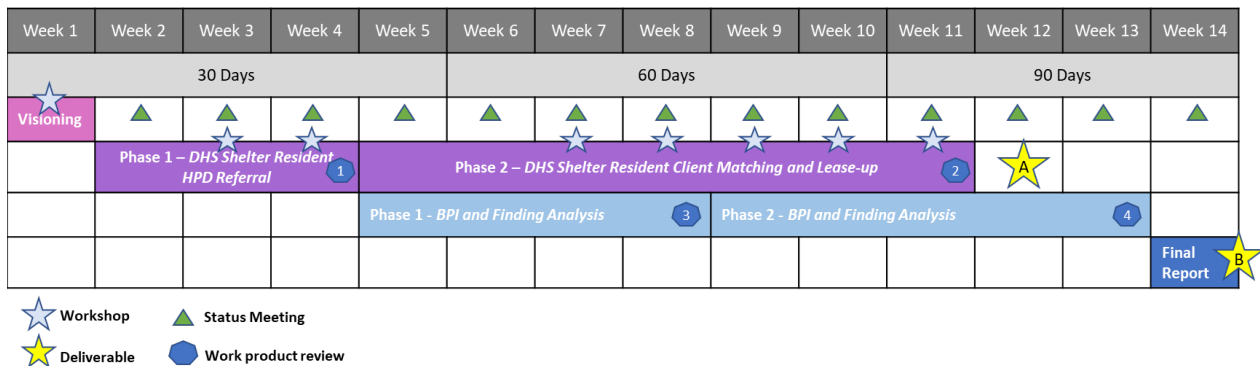 Week 1 Week 2 Week 3 Week 4 Week 5 Week 6 Week 7 Week 8 Week 9 Week 10 Week 11 Week 12 Week 13 Week 14
30 Days 60 Days 90 Days
Visioning
Phase 1 – DHS Shelter Resident
HPD Referral
1
Phase 2 – DHS Shelter Resident Client Matching and Lease-up
2
A
Phase 1 - BPI and Finding Analysis
3
Phase 2 - BPI and Finding Analysis
4
Final
Report
B
Workshop
Status Meeting
Deliverable
Work product review